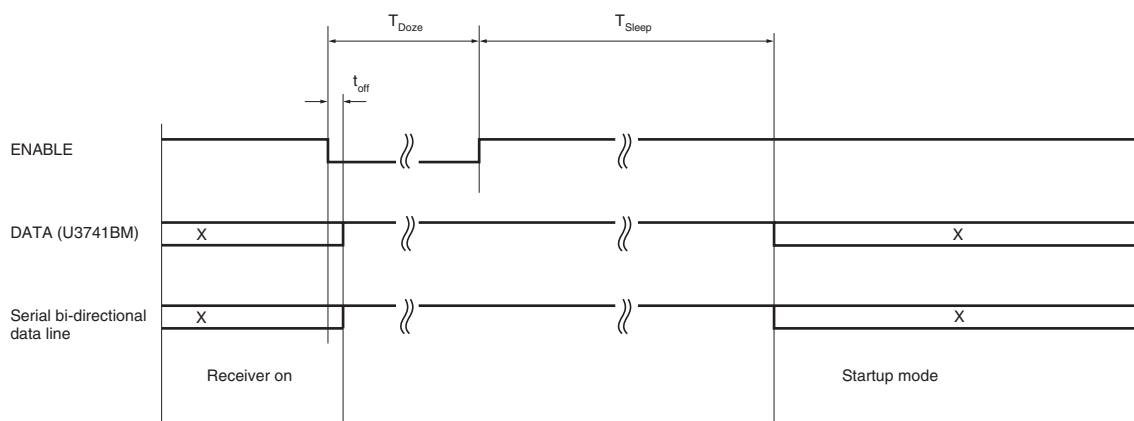 T_Doze T_Sleep
t_off
ENABLE
DATA (U3741BM) X X
Serial bi-directional X X
data line
Receiver on Startup mode